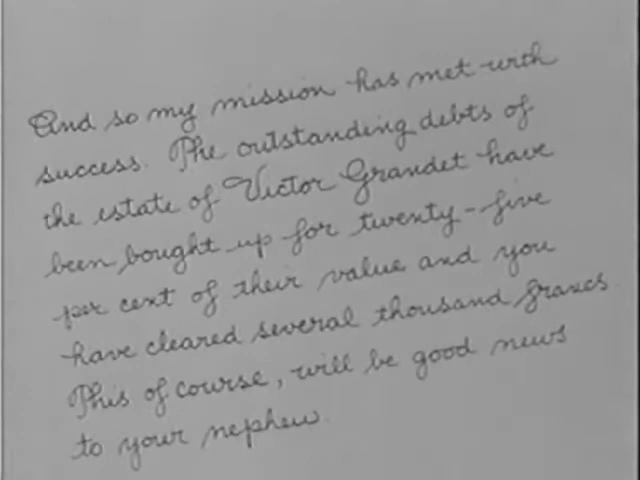 And so my mission has met with
success. The outstanding debts of
the estate of Victor Grandet have
been bought up for twenty-five
per cent of their value and you
have cleared several thousand francs.
This of course, will be good news
to your nephew.